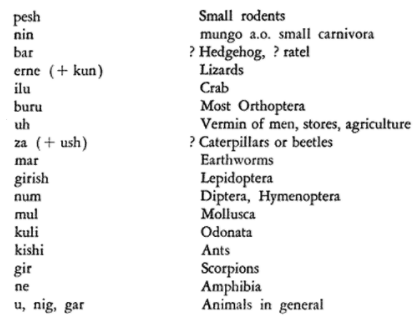 pesh Small rodents
nin mungo a.o. small carnivora
bar ? Hedgehog, ? ratel
erne (+ kun) Lizards
ilu Crab
buru Most Orthoptera
uh Vermin of men, stores, agriculture
za (+ ush) ? Caterpillars or beetles
mar Earthworms
girish Lepidoptera
num Diptera, Hymenoptera
mul Mollusca
kuli Odonata
kishi Ants
gir Scorpions
ne Amphibia
u, nig, gar Animals in general